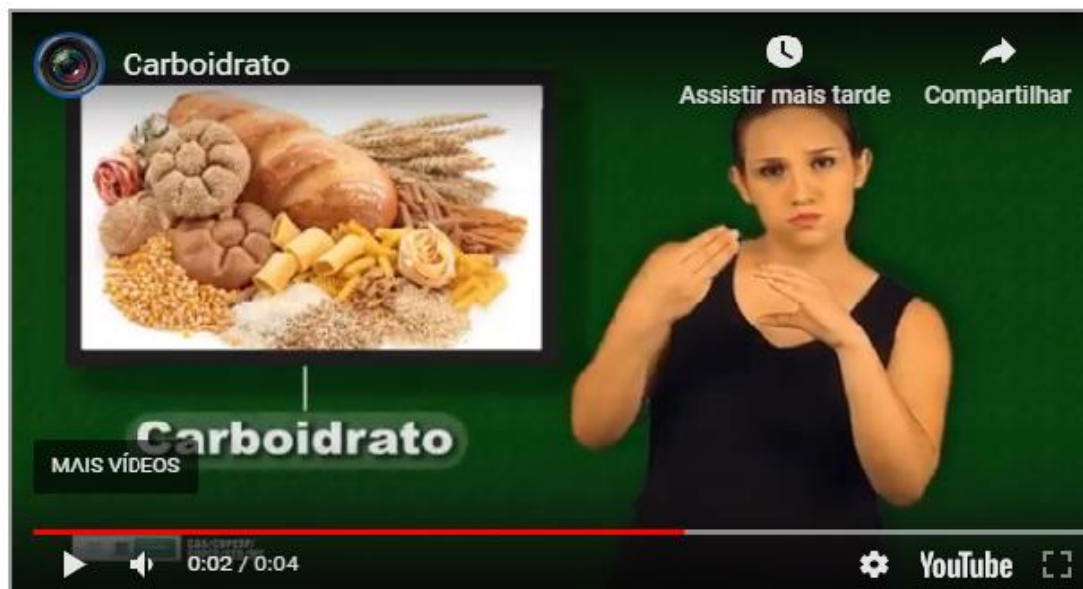 Carboidrato
Assistir mais tarde
Compartilhar
Carboidrato
MAIS VÍDEOS
0:02 / 0:04
YouTube